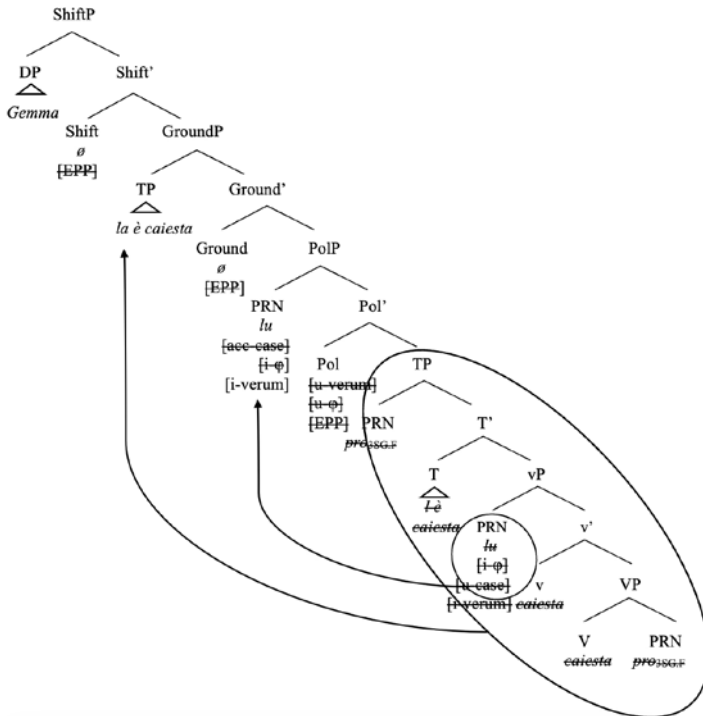 ShiftP
DP Shift’
Gemma
Shift GroundP
ø
[EPP]
TP Ground’
la è caiesta
Ground PolP
ø
[EPP]
PRN Pol’
lu
[acc-case]
[i-φ] Pol TP
[i-verum] [u-verum]
[u-φ]
[EPP] PRN T’
pro3SG.F
T vP
l è
caiesta PRN v’
lu
[i-φ]
[u-case] v VP
[i-verum] caiesta
V PRN
caiesta pro3SG.F